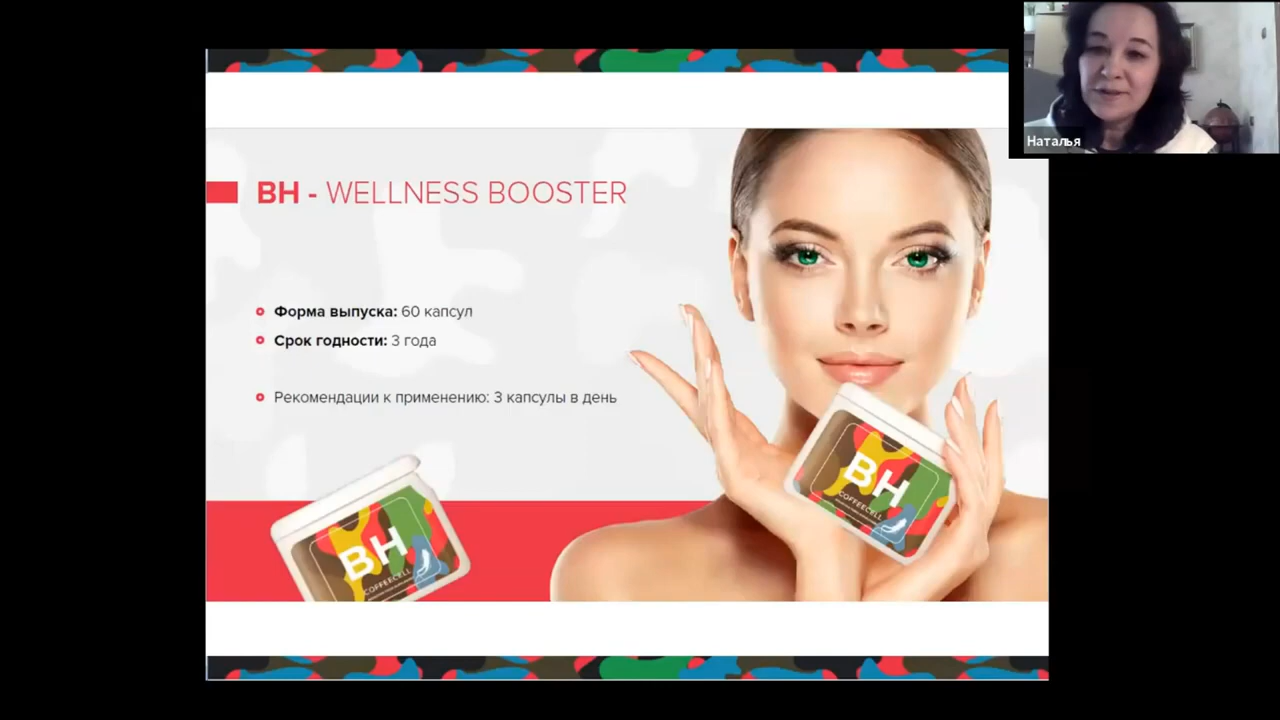 Наталья
BH - WELLNESS BOOSTER
Форма выпуска: 60 капсул
Срок годности: 3 года
Рекомендации к применению: 3 капсулы в день
BH
COFFEECELL
BH
COFFEECELL